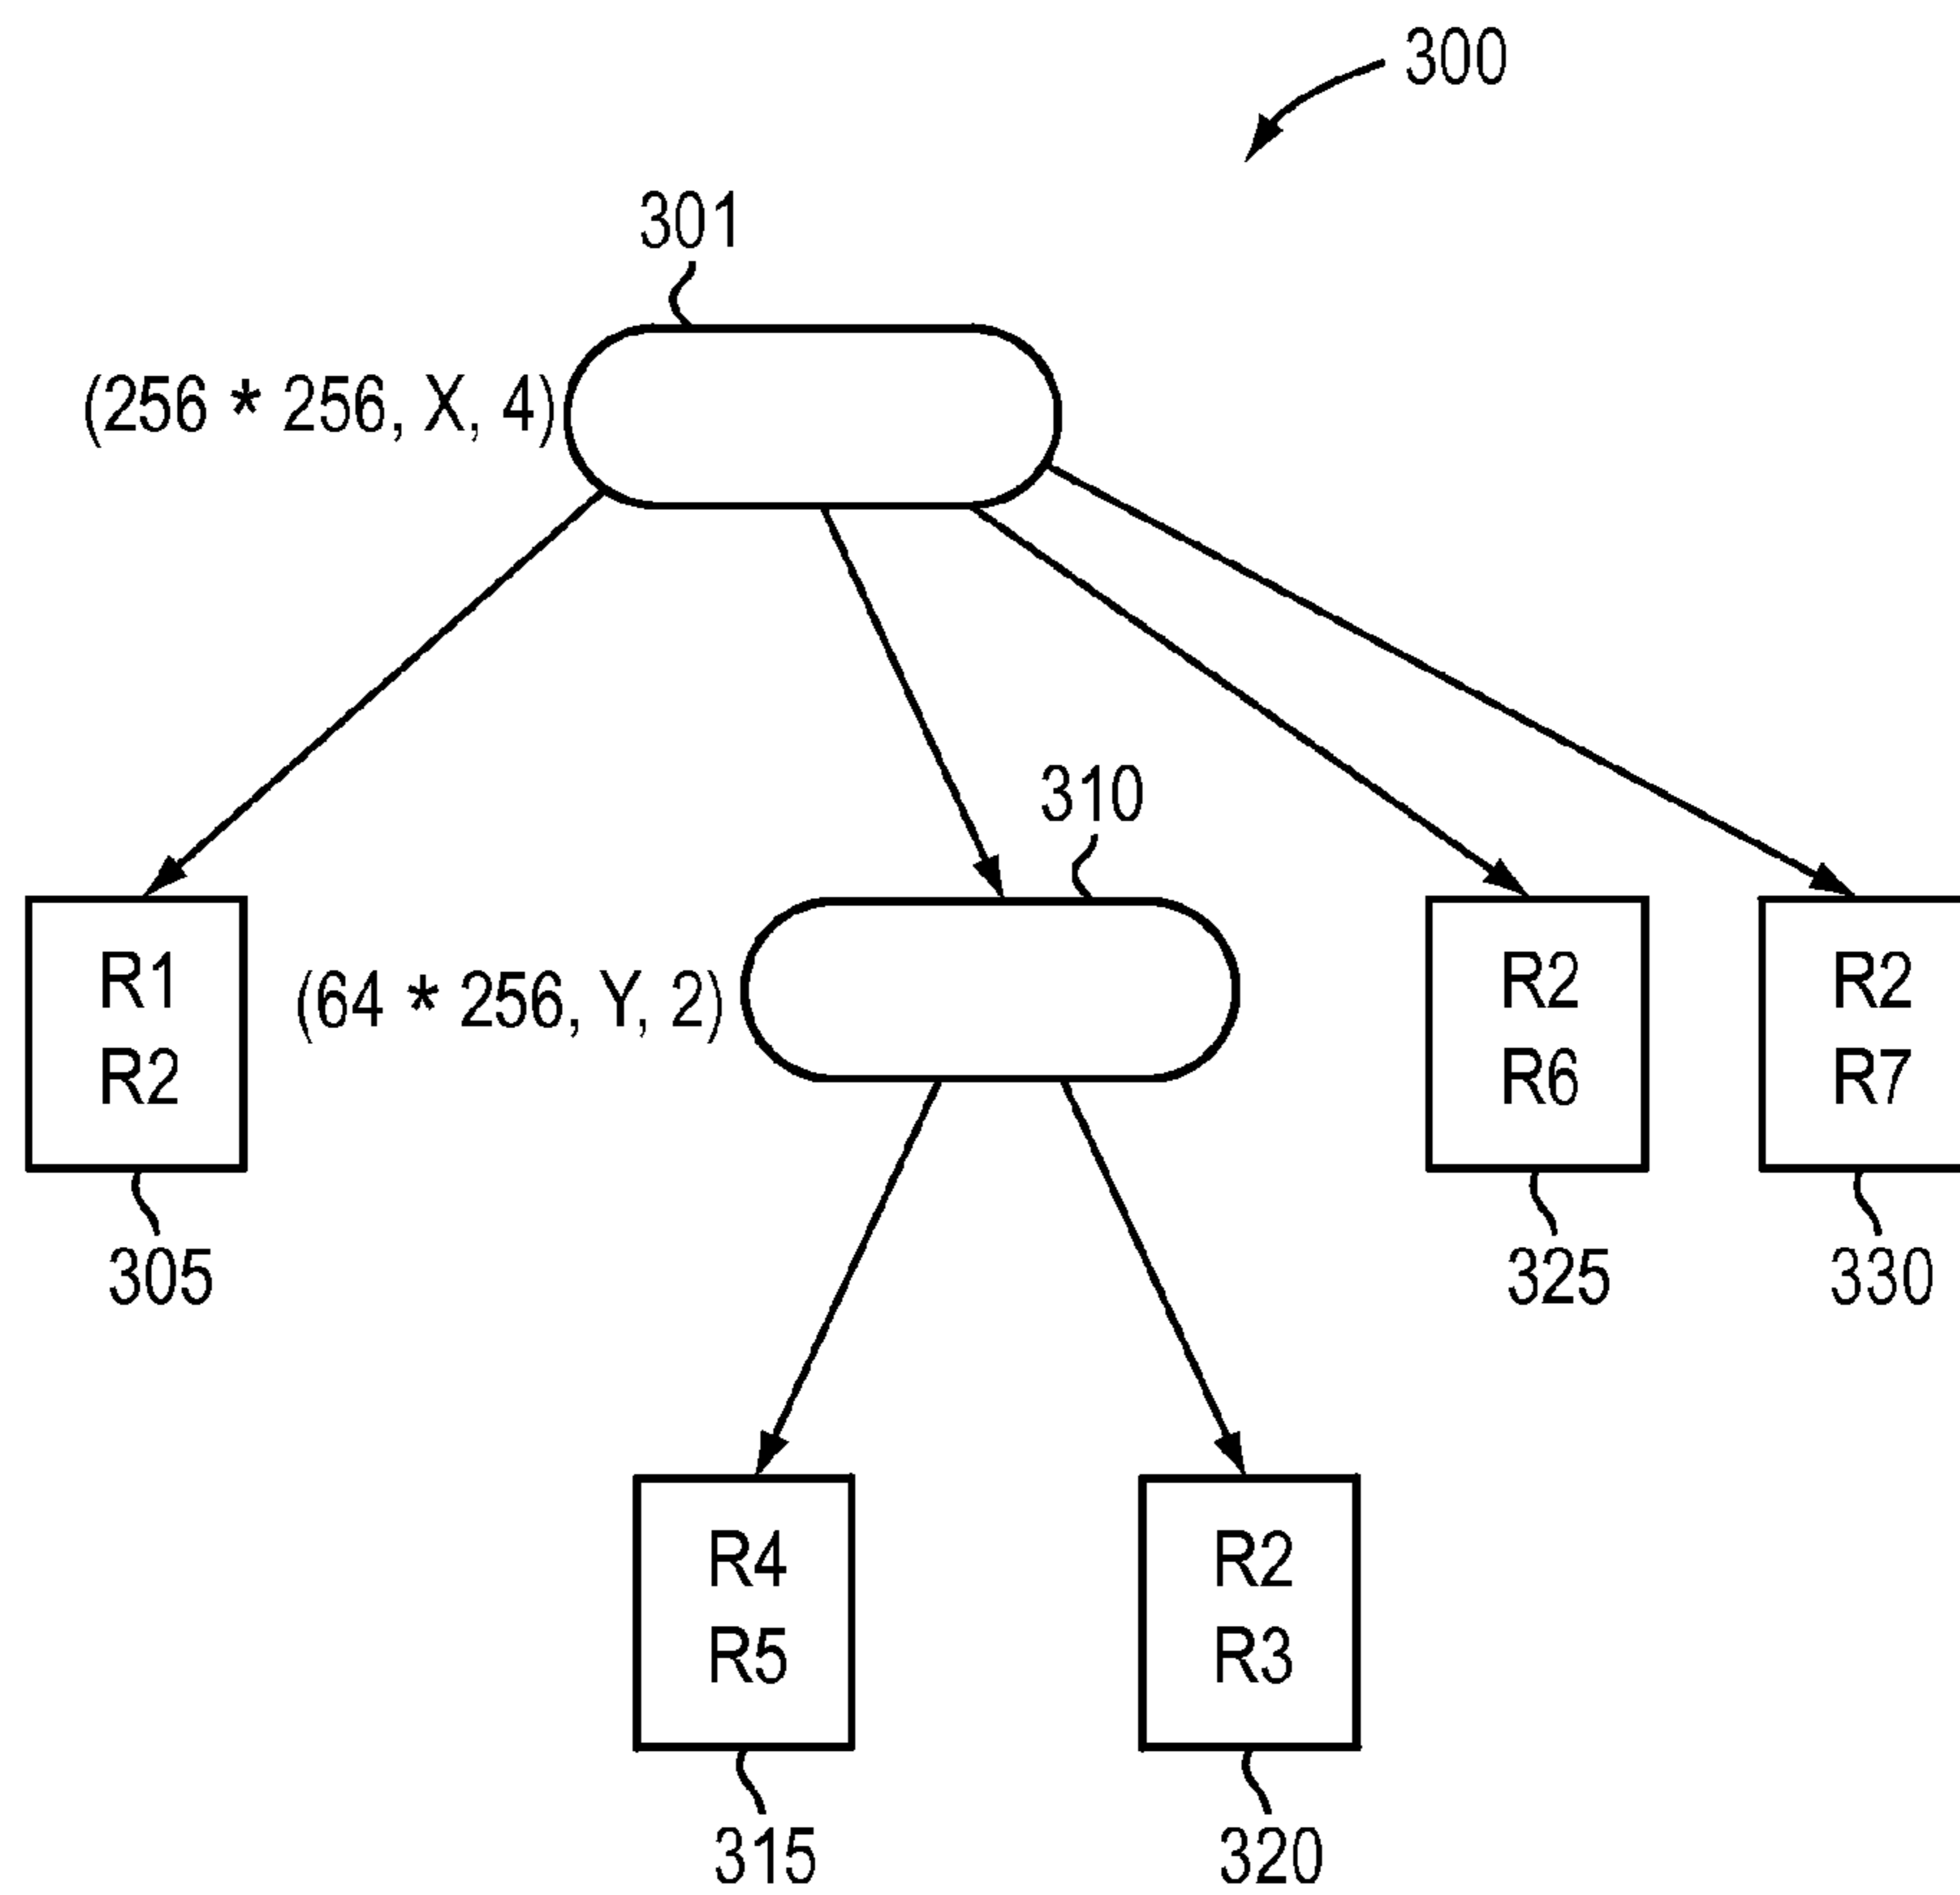 300
301
(256 * 256, X, 4)
310
R1
R2
(64 * 256, Y, 2)
R2
R6
R2
R7
305
325
330
R4
R5
R2
R3
315
320